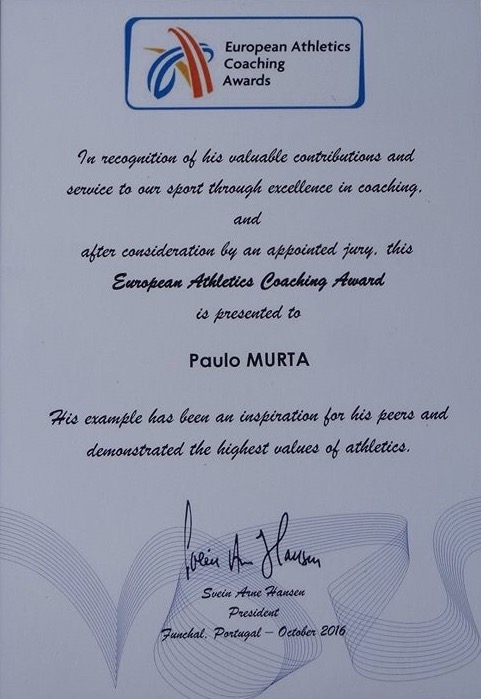 European Athletics
Coaching
Awards
In recognition of his valuable contributions and
service to our sport through excellence in coaching,
and
after consideration by an appointed jury, this
European Athletics Coaching Award
is presented to
Paulo MURTA
His example has been an inspiration for his peers and
demonstrated the highest values of athletics.
Svein Arne Hansen
Svein Arne Hansen
President
Funchal, Portugal – October 2016